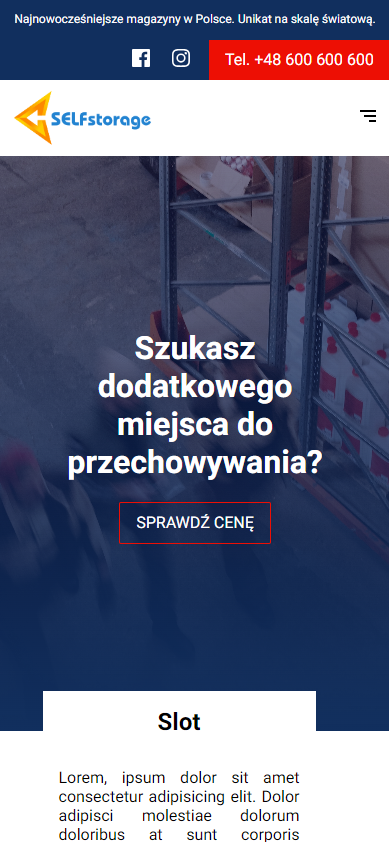 Najnowocześniejsze magazyny w Polsce. Unikat na skalę światową.
Tel. +48 600 600 600
SELFstorage
Szukasz
dodatkowego
miejsca do
przechowywania?
SPRAWDŹ CENĘ
Slot
Lorem, ipsum dolor sit amet
consectetur adipisicing elit. Dolor
adipisci molestiae dolorum
doloribus at sunt corporis